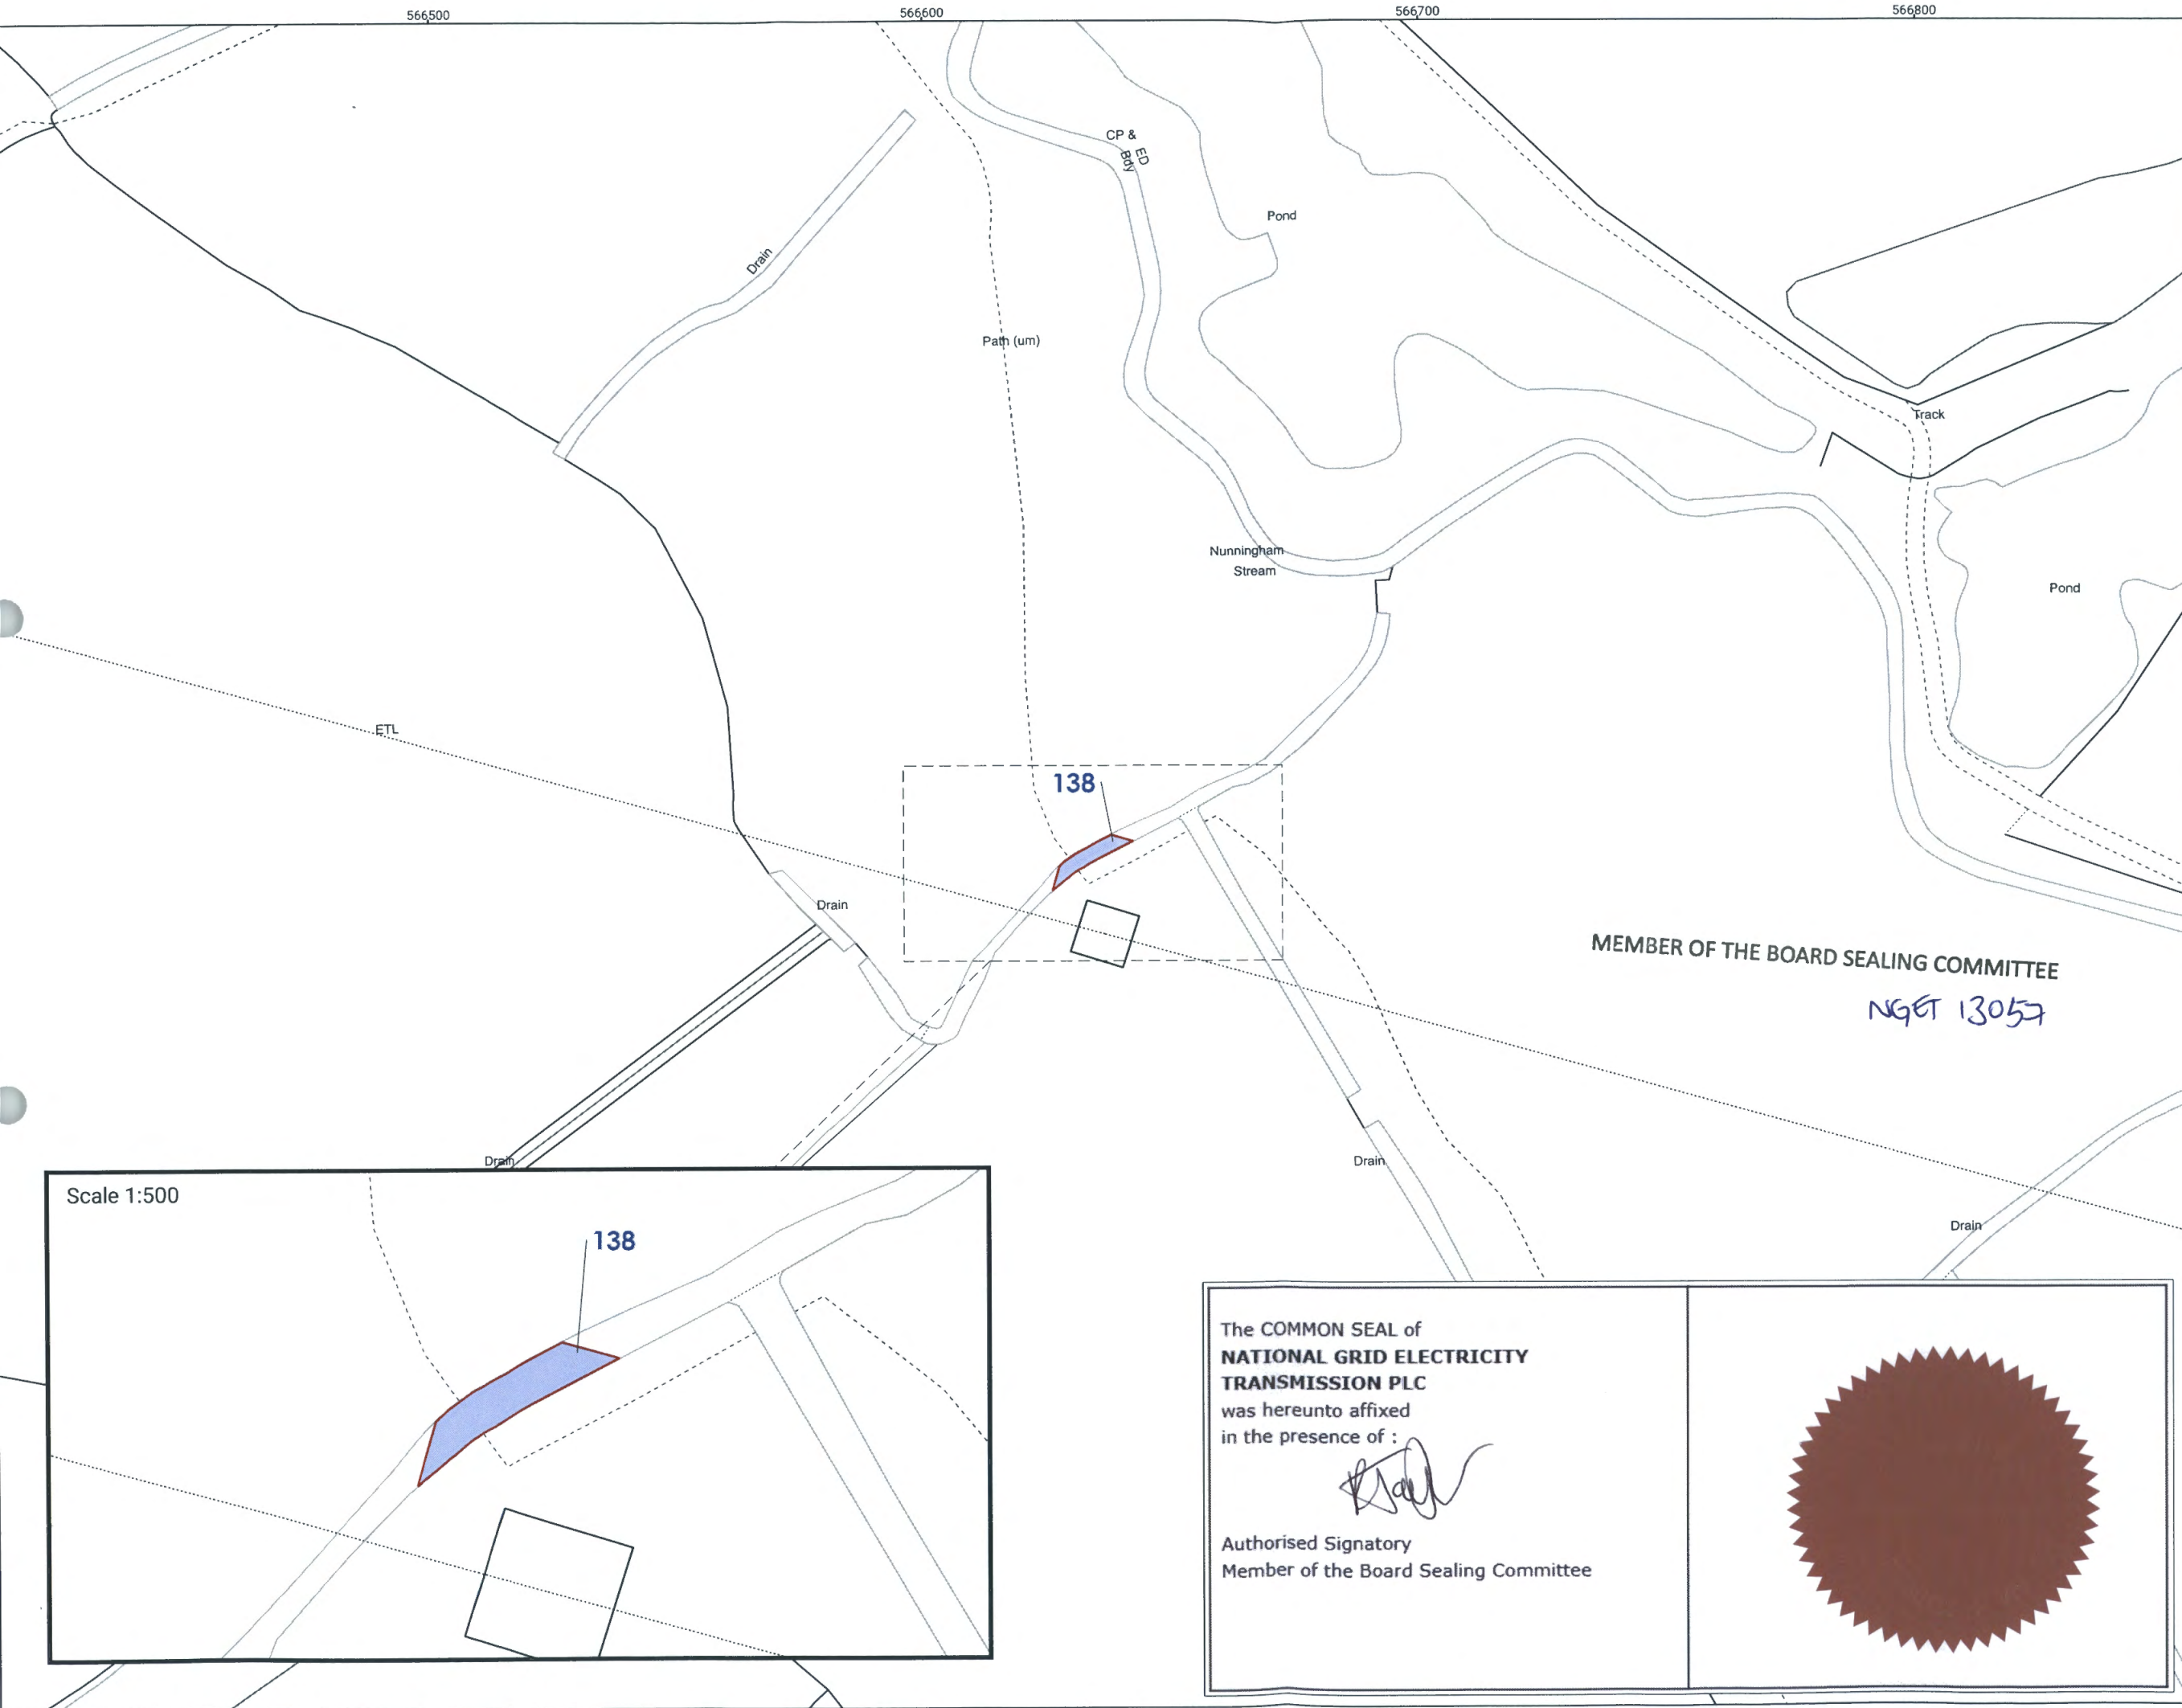 566500
566600
566700
566800
CP &
ED
Bdy
Pond
Drain
Path (um)
Track
Nunningham
Stream
Pond
ETL
138
Drain
MEMBER OF THE BOARD SEALING COMMITTEE
NGET 13057
Drain
Drain
Drain
Scale 1:500
138
The COMMON SEAL of
NATIONAL GRID ELECTRICITY
TRANSMISSION PLC
was hereunto affixed
in the presence of :
Authorised Signatory
Member of the Board Sealing Committee